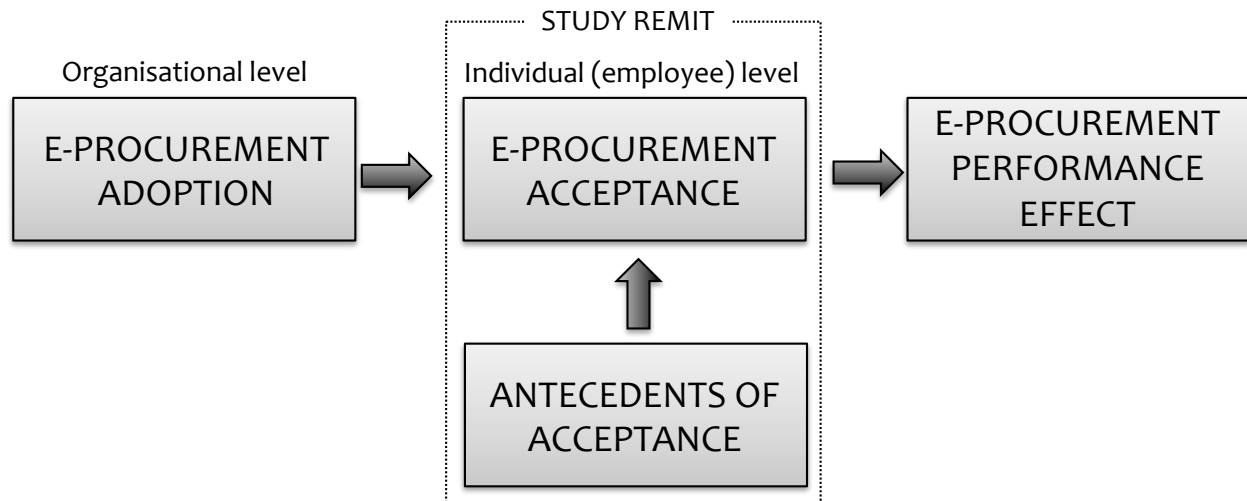 STUDY REMIT
Organisational level
Individual (employee) level
E-PROCUREMENT
ADOPTION
E-PROCUREMENT
ACCEPTANCE
E-PROCUREMENT
PERFORMANCE
EFFECT
ANTECEDENTS OF
ACCEPTANCE